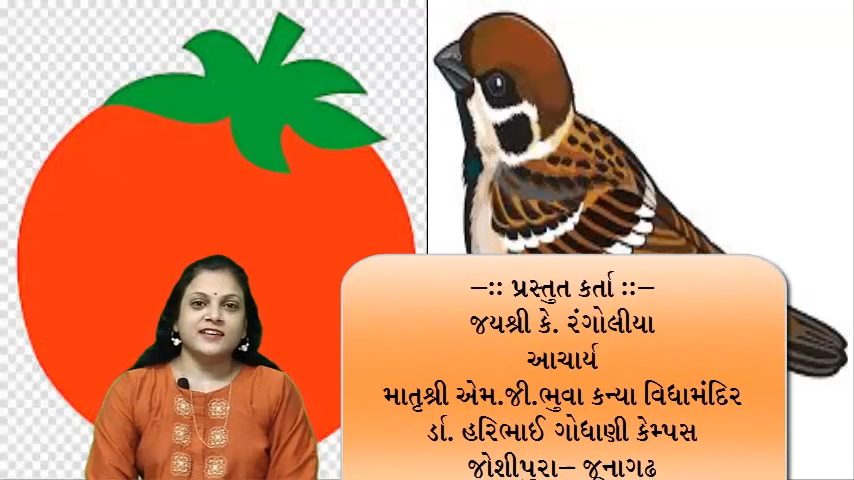 –:: પ્રસ્તુત કર્તા ::–
જયશ્રી કે. રંગોલીયા
આચાર્ય
માતૃશ્રી એમ.જી.ભુવા કન્યા વિદ્યામંદિર
ર્ડા. હરિભાઈ ગોધાણી કેમ્પસ
જોશીપુરા– જૂનાગઢ